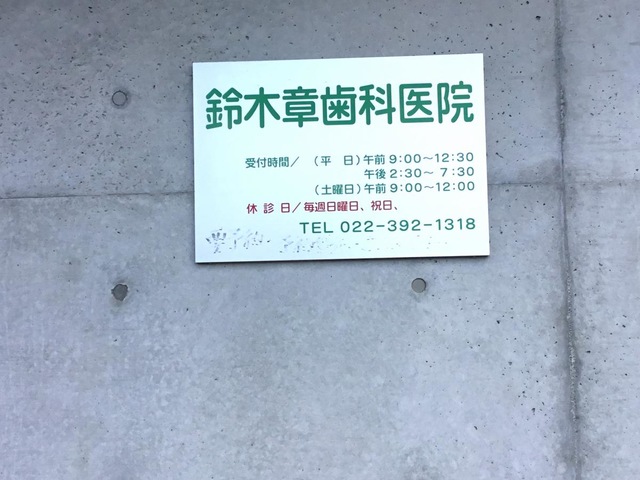 鈴木章歯科医院
受付時間／（平　日）午前 9:00～12:30
午後 2:30～ 7:30
（土曜日）午前 9:00～12:00
休 診 日／毎週日曜日、祝日、
TEL 022-392-1318